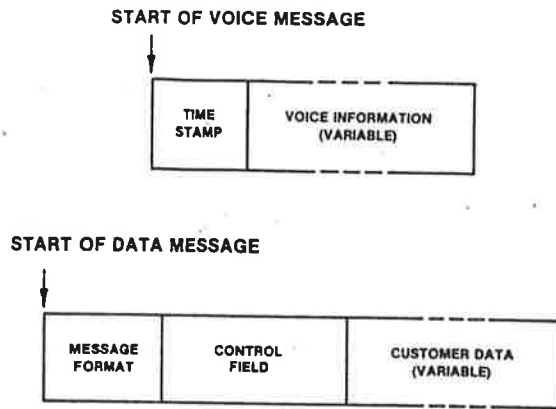 START OF VOICE MESSAGE
TIME
STAMP
VOICE INFORMATION
(VARIABLE)
START OF DATA MESSAGE
MESSAGE
FORMAT
CONTROL
FIELD
CUSTOMER DATA
(VARIABLE)